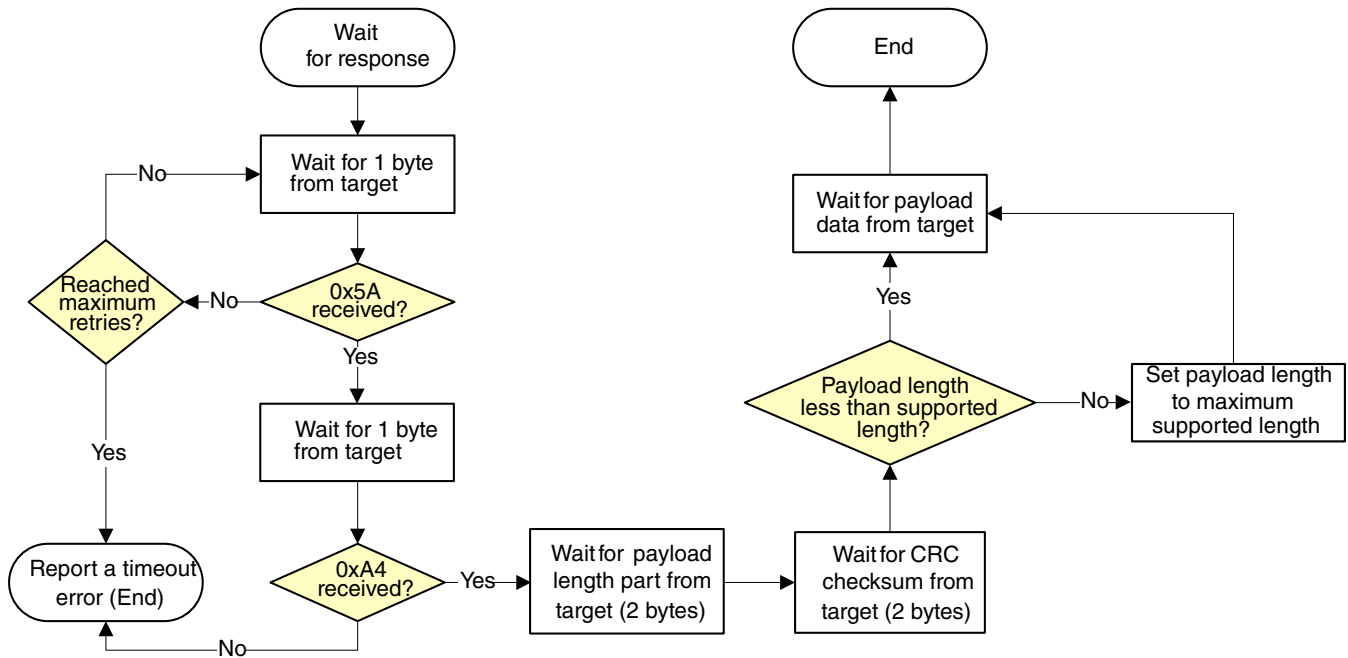 Wait
for response
Wait for 1 byte
from target
No
0x5A
received?
No
Reached
maximum
retries?
Yes
Yes
Wait for 1 byte
from target
0xA4
received?
Report a timeout
error (End)
No
Yes
Wait for payload
length part from
target (2 bytes)
Wait for CRC
checksum from
target (2 bytes)
Payload length
less than supported
length?
No
Set payload length
to maximum
supported length
Yes
Wait for payload
data from target
End